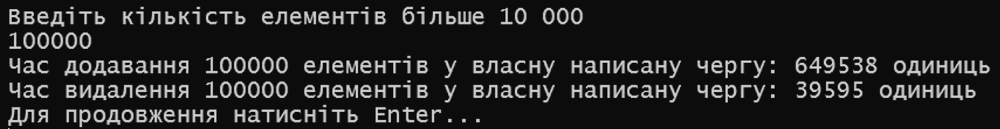 Введіть кількість елементів більше 10 000
100000
Час додавання 100000 елементів у власну написану чергу: 649538 одиниць
Час видалення 100000 елементів у власну написану чергу: 39595 одиниць
Для продовження натисніть Enter...